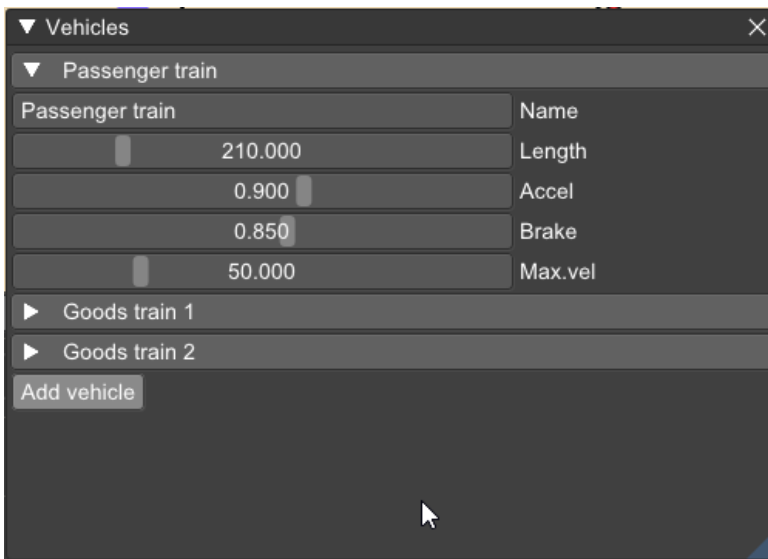 Vehicles
Passenger train
Passenger train Name
210.000 Length
0.900 Accel
0.850 Brake
50.000 Max.vel
Goods train 1
Goods train 2
Add vehicle